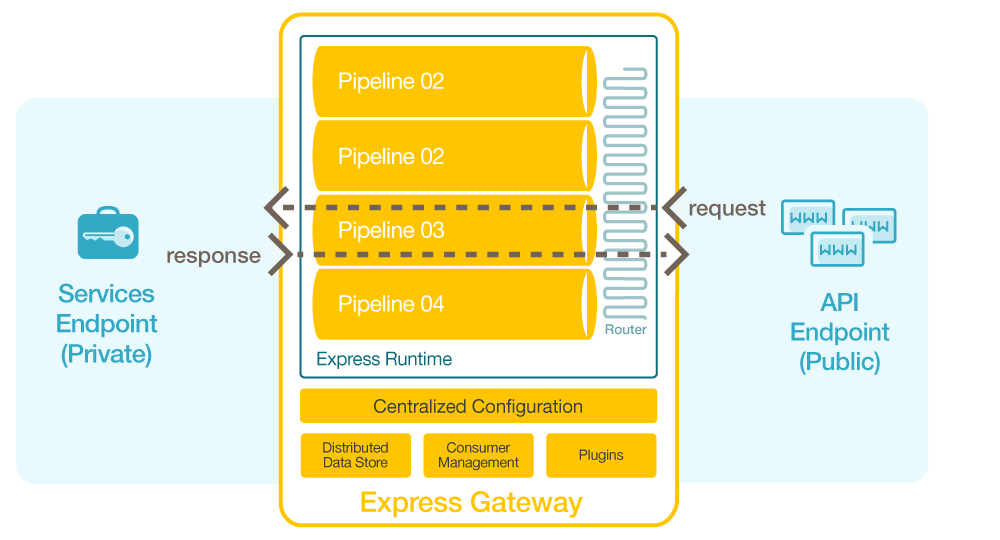 Pipeline 02
Pipeline 02
request
WWW
WWW
WWW
Pipeline 03
response
Services
Endpoint
(Private)
Pipeline 04
API
Endpoint
(Public)
Router
Express Runtime
Centralized Configuration
Distributed
Data Store
Consumer
Management
Plugins
Express Gateway